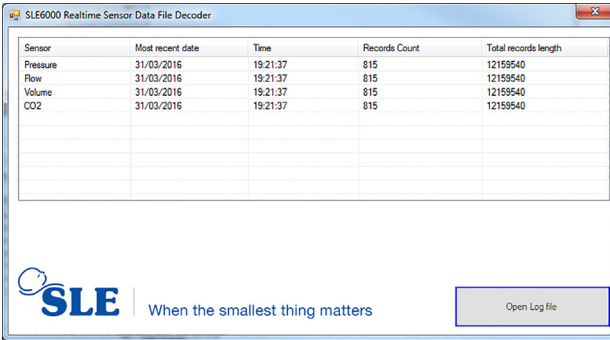 SLE6000 Realtime Sensor Data File Decoder
Sensor Most recent date Time Records Count Total records length
Pressure 31/03/2016 19:21:37 815 12159540
Flow 31/03/2016 19:21:37 815 12159540
Volume 31/03/2016 19:21:37 815 12159540
CO2 31/03/2016 19:21:37 815 12159540
SLE When the smallest thing matters
Open Log file